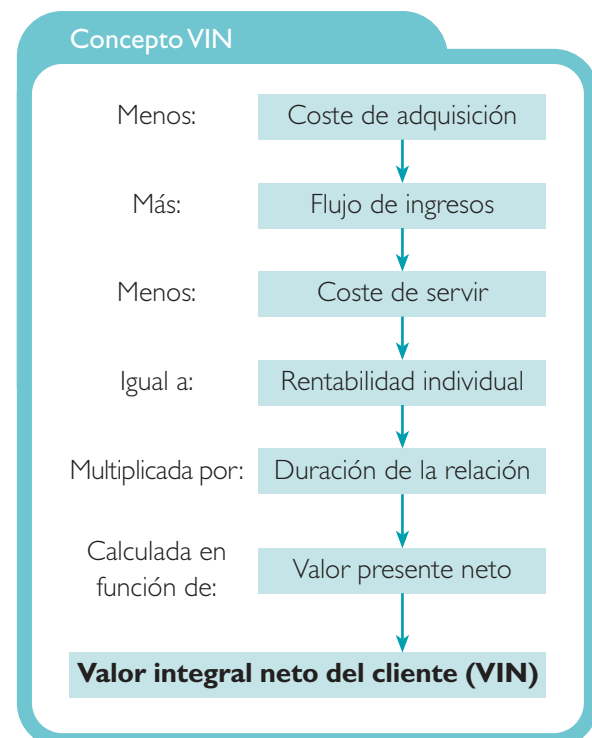 Concepto VIN
Menos: Coste de adquisición
Más: Flujo de ingresos
Menos: Coste de servir
Igual a: Rentabilidad individual
Multiplicada por: Duración de la relación
Calculada en
función de: Valor presente neto
Valor integral neto del cliente (VIN)